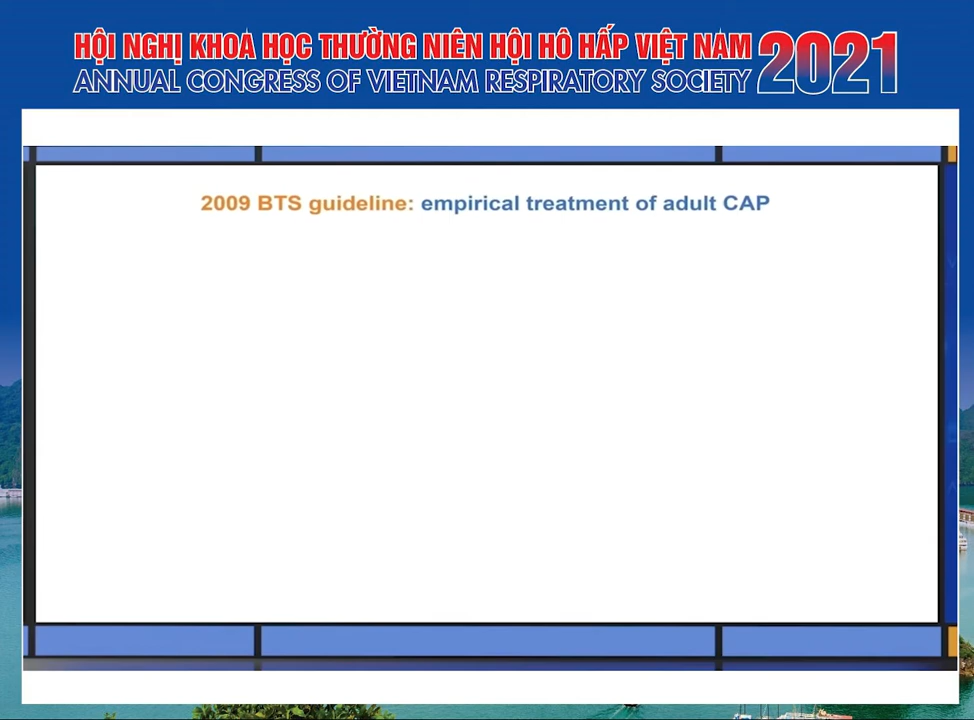 HỘI NGHỊ KHOA HỌC THƯỜNG NIÊN HỘI HÔ HẤP VIỆT NAM 2021
ANNUAL CONGRESS OF VIETNAM RESPIRATORY SOCIETY
2009 BTS guideline: empirical treatment of adult CAP